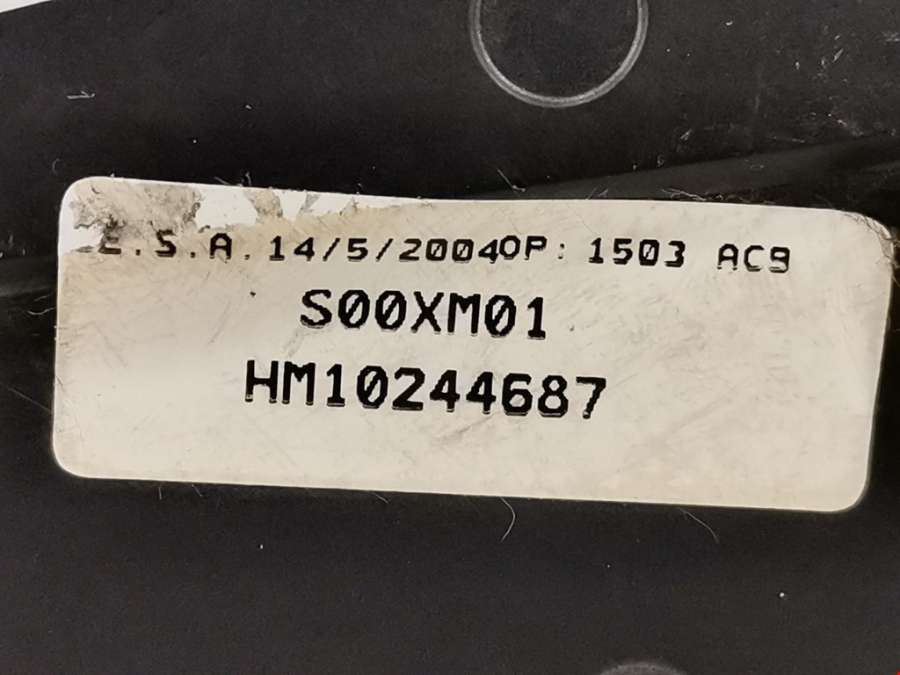 E.S.A. 14/5/2004OP: 1503 AC9
S00XM01
HM10244687